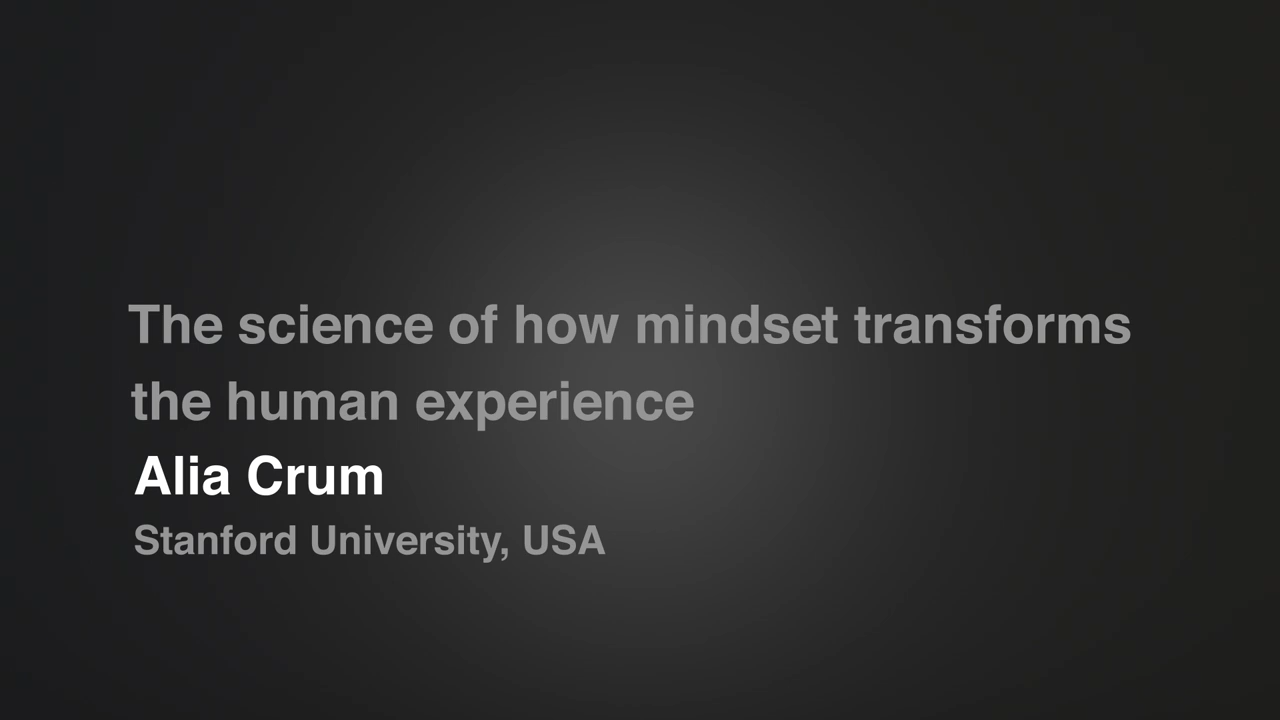 The science of how mindset transforms
the human experience
Alia Crum
Stanford University, USA